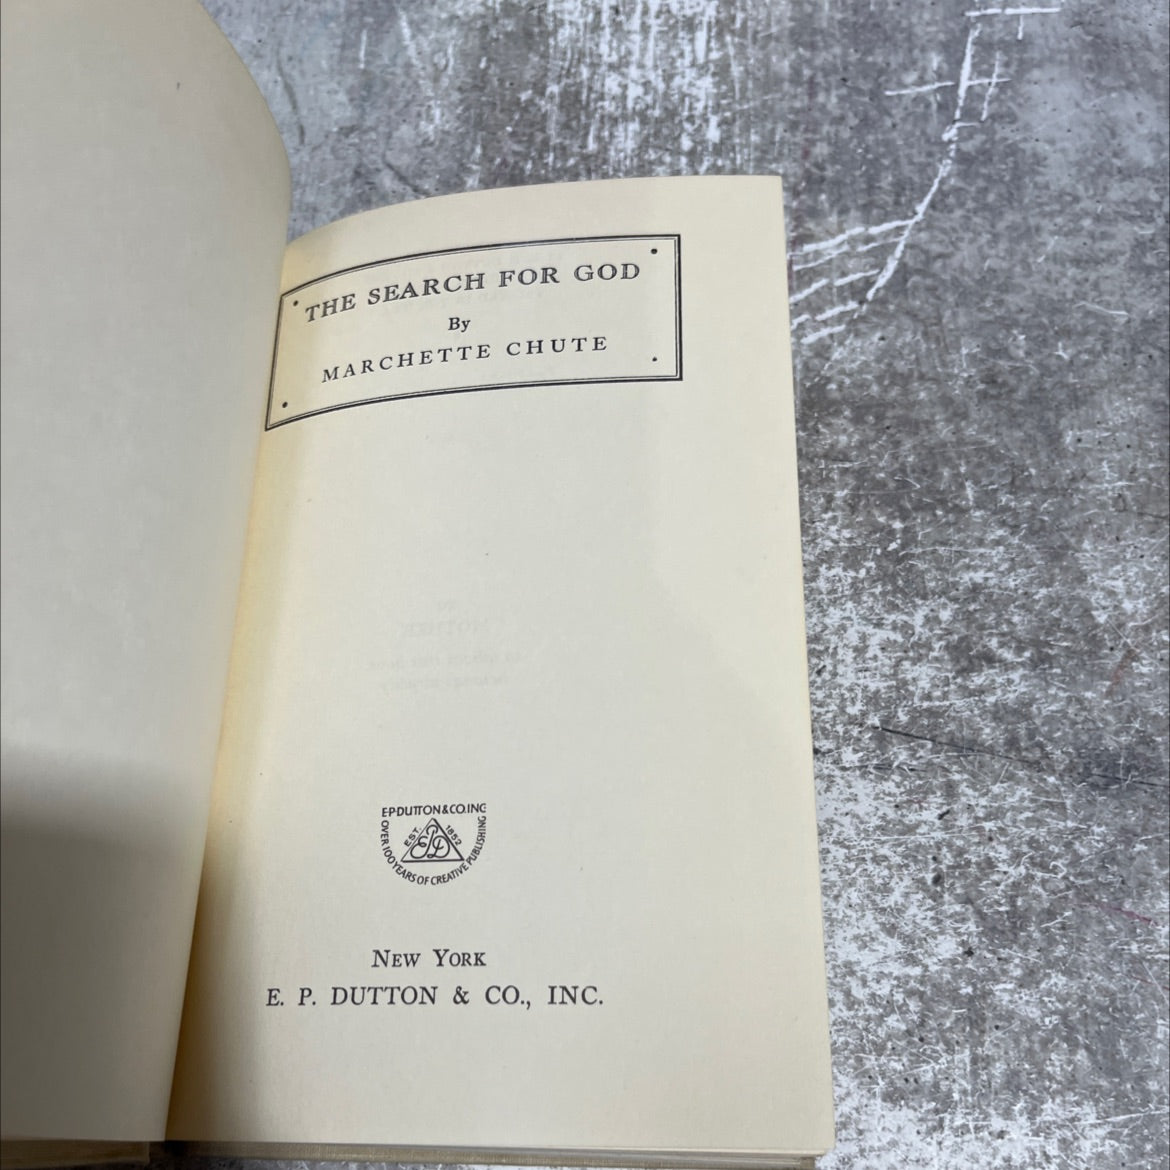 THE SEARCH FOR GOD
By
MARCHETTE CHUTE
E·P·DUTTON & CO. INC
EST. 1852
OVER 100 YEARS OF CREATIVE PUBLISHING
NEW YORK
E. P. DUTTON & CO., INC.